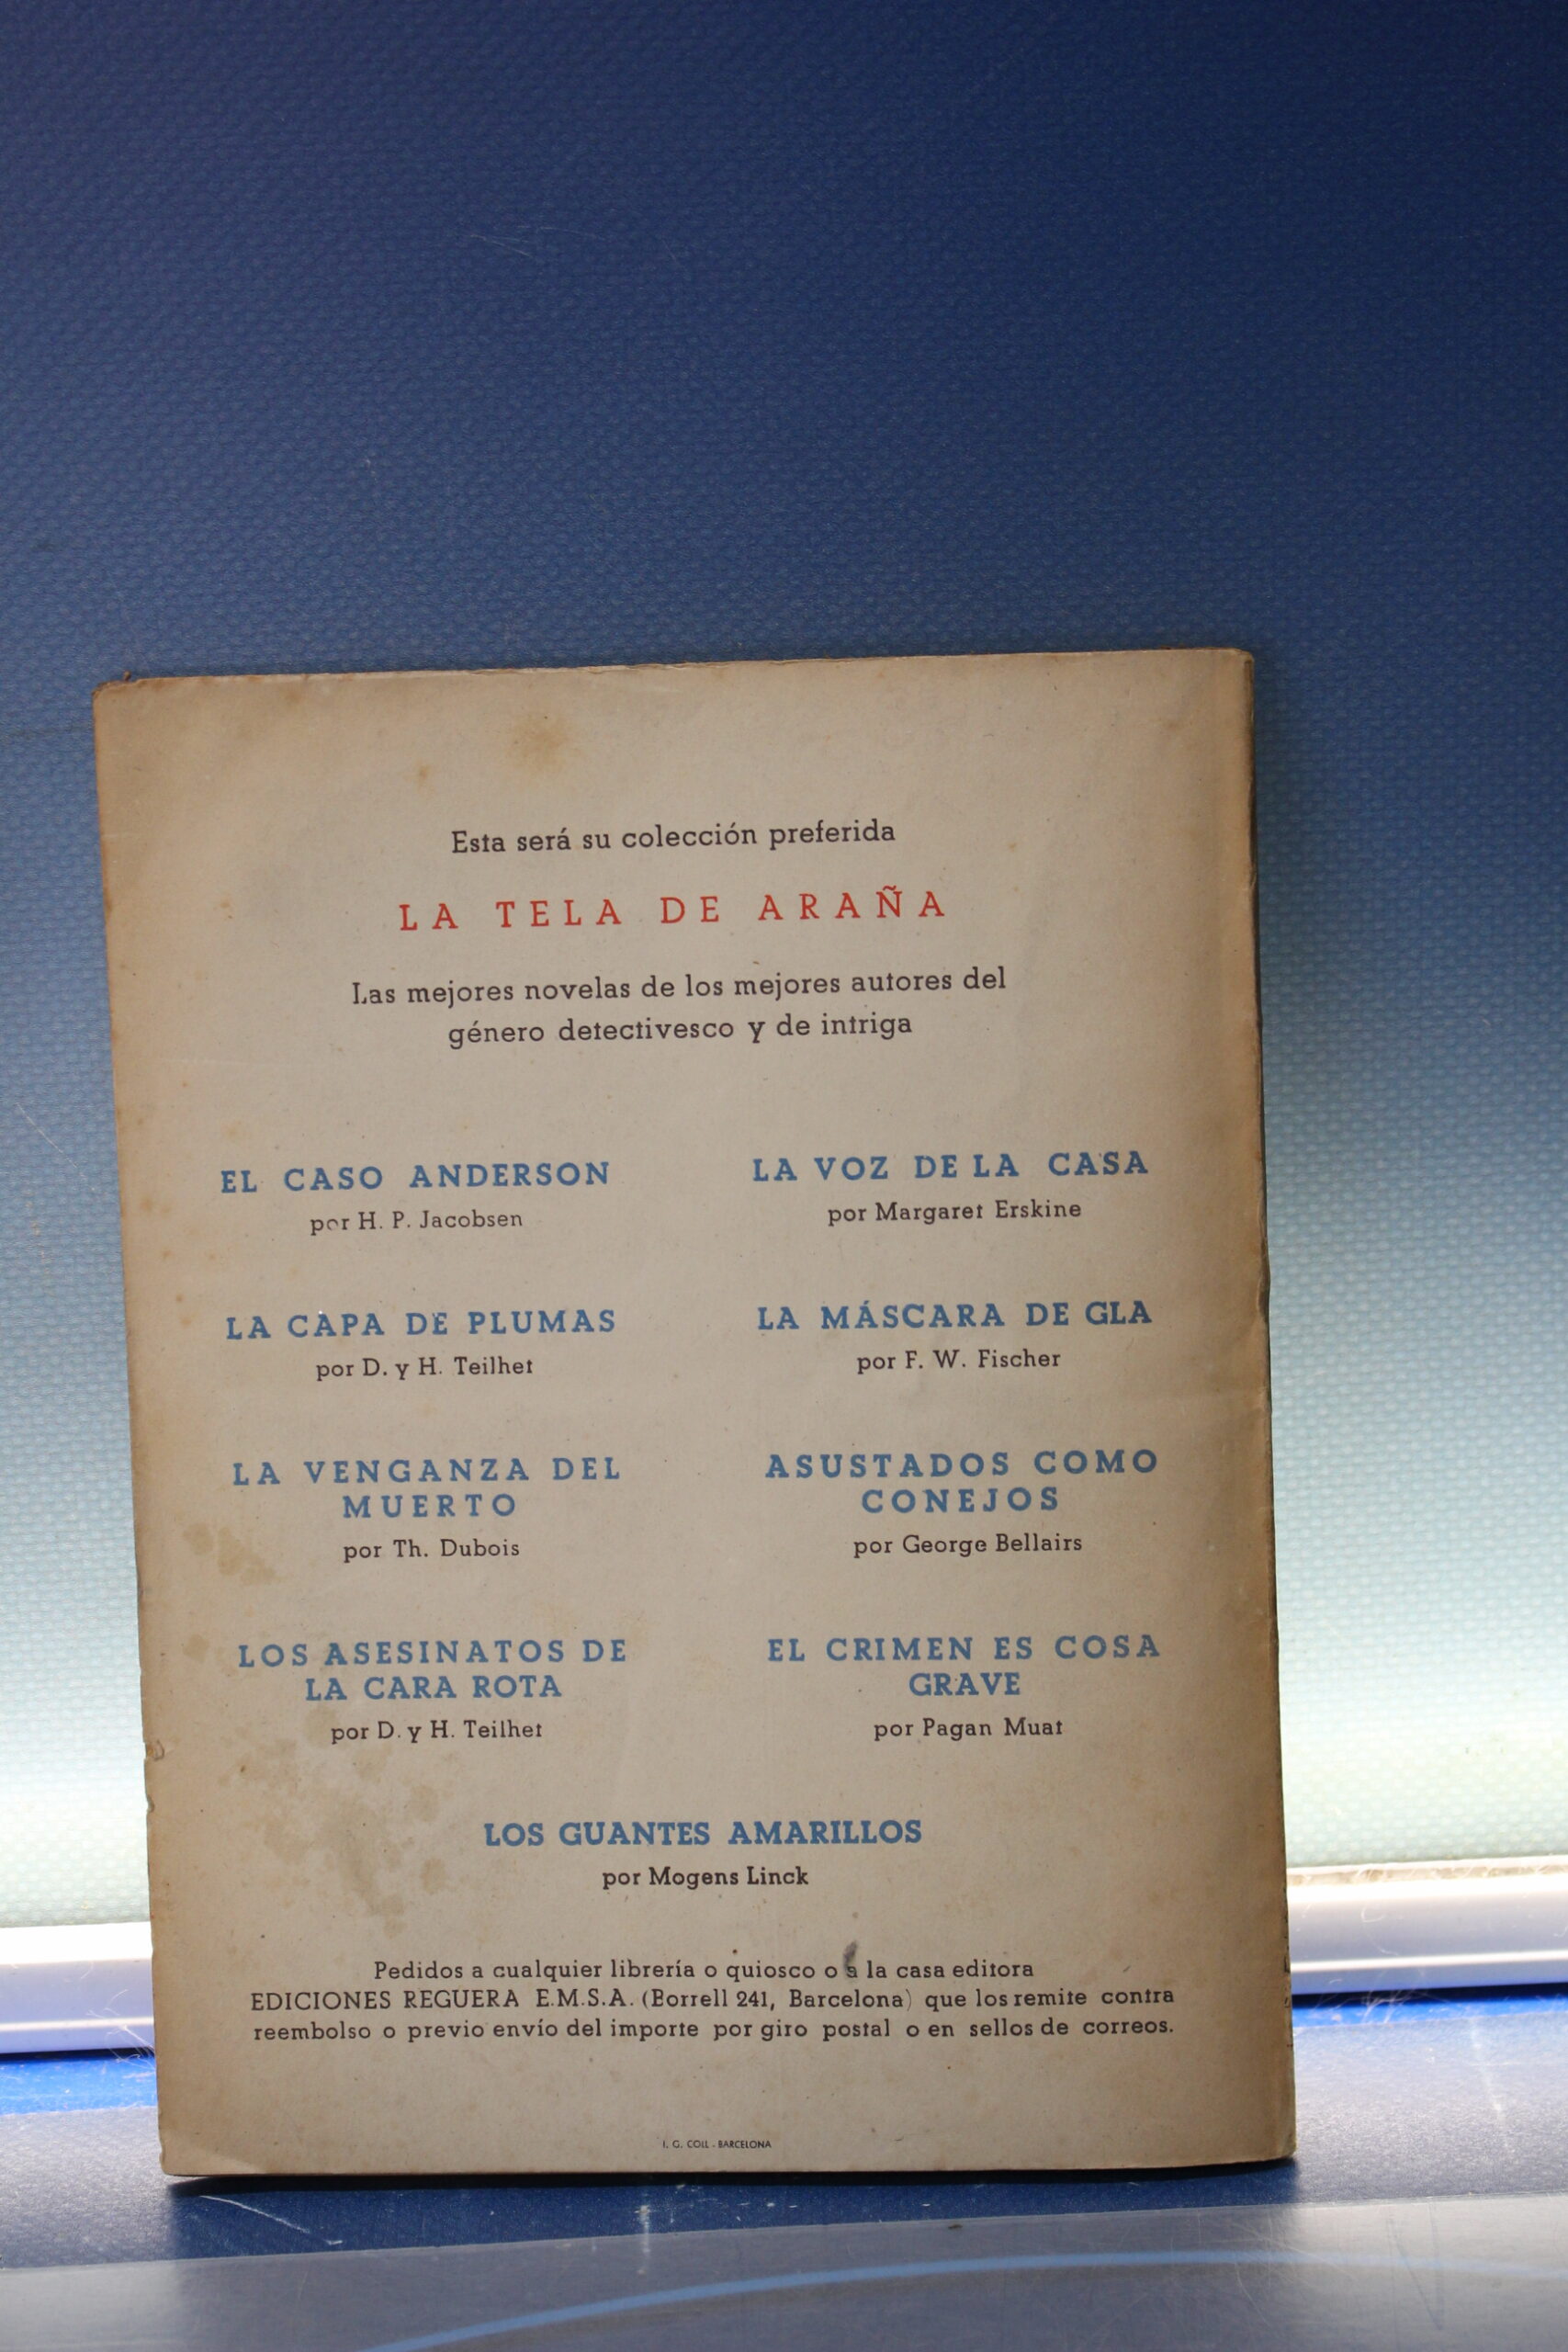 Esta será su colección preferida
LA TELA DE ARAÑA
Las mejores novelas de los mejores autores del
género detectivesco y de intriga
EL CASO ANDERSON
por H. P. Jacobsen
LA VOZ DE LA CASA
por Margaret Erskine
LA CAPA DE PLUMAS
por D. y H. Teilhet
LA MÁSCARA DE GLA
por F. W. Fischer
LA VENGANZA DEL
MUERTO
por Th. Dubois
ASUSTADOS COMO
CONEJOS
por George Bellairs
LOS ASESINATOS DE
LA CARA ROTA
por D. y H. Teilhet
EL CRIMEN ES COSA
GRAVE
por Pagan Muat
LOS GUANTES AMARILLOS
por Mogens Linck
Pedidos a cualquier librería o quiosco o a la casa editora
EDICIONES REGUERA E.M.S.A. (Borrell 241, Barcelona) que los remite contra
reembolso o previo envío del importe por giro postal o en sellos de correos.
I. G. COLL - BARCELONA